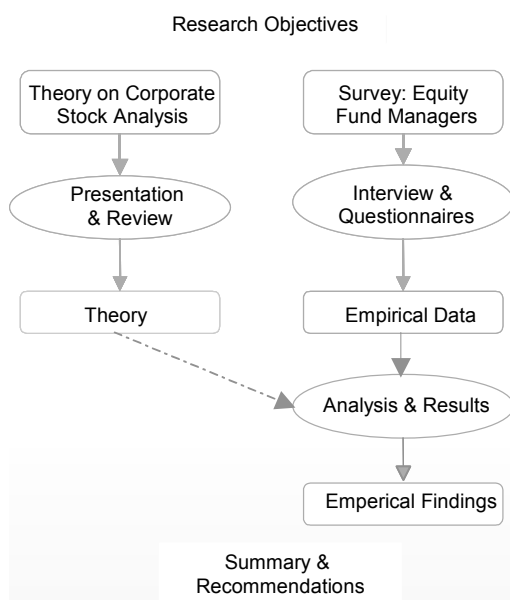 Research Objectives
Theory on Corporate
Stock Analysis
Survey: Equity
Fund Managers
Presentation
& Review
Interview &
Questionnaires
Theory
Empirical Data
Analysis & Results
Emperical Findings
Summary &
Recommendations